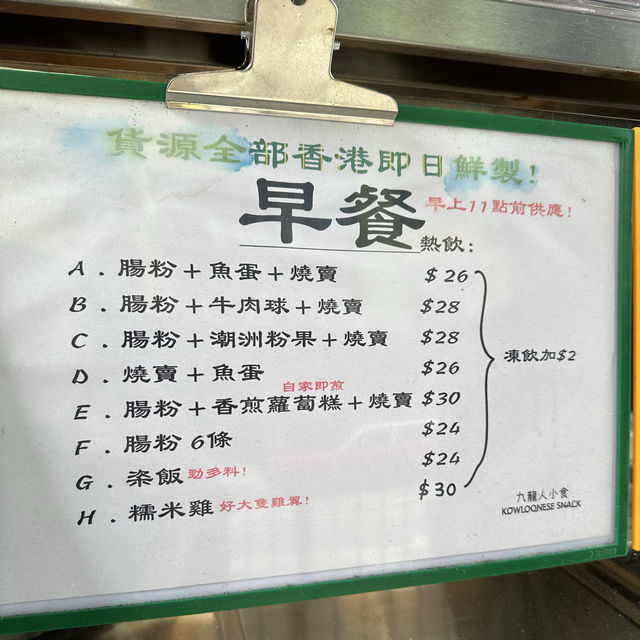 貨源全部香港即日鮮製!
早餐 早上11點前供應!
熱飲:
A. 腸粉+魚蛋+燒賣 $26
B. 腸粉+牛肉球+燒賣 $28
C. 腸粉+潮洲粉果+燒賣 $28
凍飲加$2
D. 燒賣+魚蛋 $26
自家即煎
E. 腸粉+香煎蘿蔔糕+燒賣 $30
F. 腸粉6條 $24
G. 粢飯 勁多料! $24
H. 糯米雞 好大隻雞翼! $30
九龍人小食
KOWLOONESE SNACK